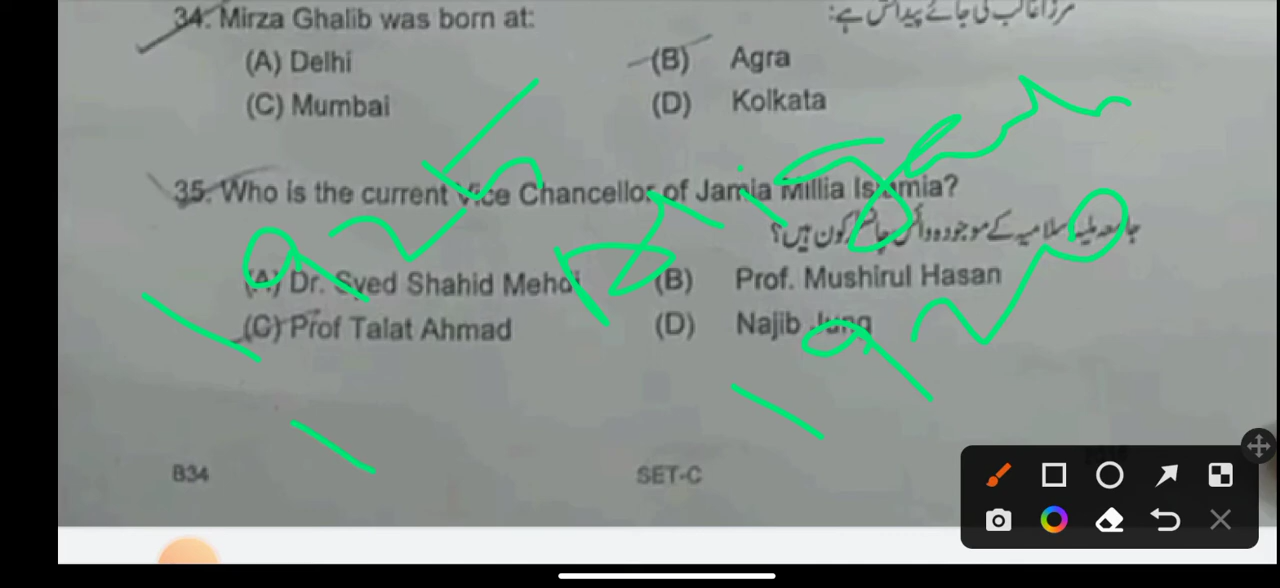 34. Mirza Ghalib was born at: مرزا غالب کی جائے پیدائش ہے:
(A) Delhi (B) Agra
(C) Mumbai (D) Kolkata
35. Who is the current Vice Chancellor of Jamia Millia Islamia?
جامعہ ملیہ اسلامیہ کے موجودہ وائس چانسلر کون ہیں؟
(A) Dr. Syed Shahid Mehdi (B) Prof. Mushirul Hasan
(C) Prof Talat Ahmad (D) Najib Jung
B34 SET-C